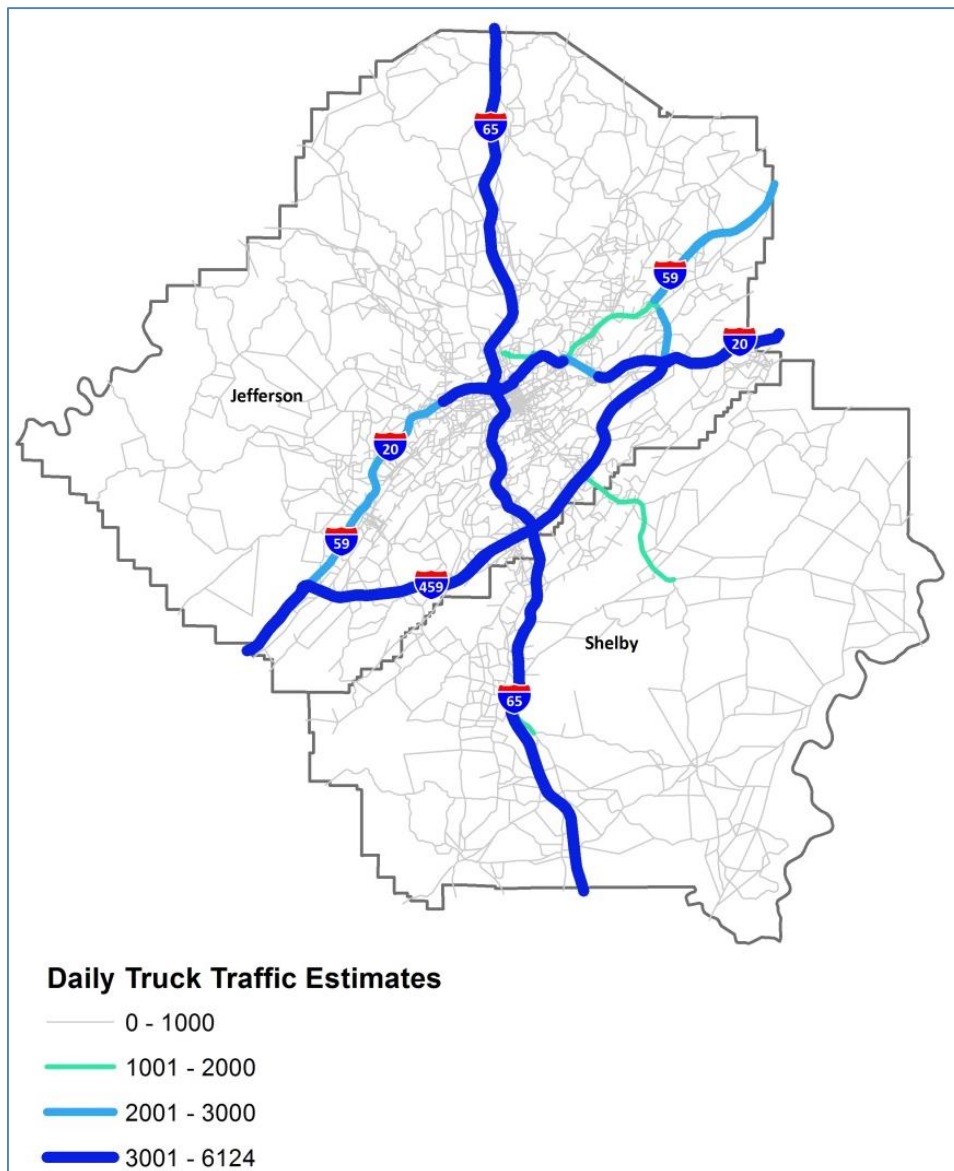 65
59
20
Jefferson
20
59
459
Shelby
65
Daily Truck Traffic Estimates
0 - 1000
1001 - 2000
2001 - 3000
3001 - 6124